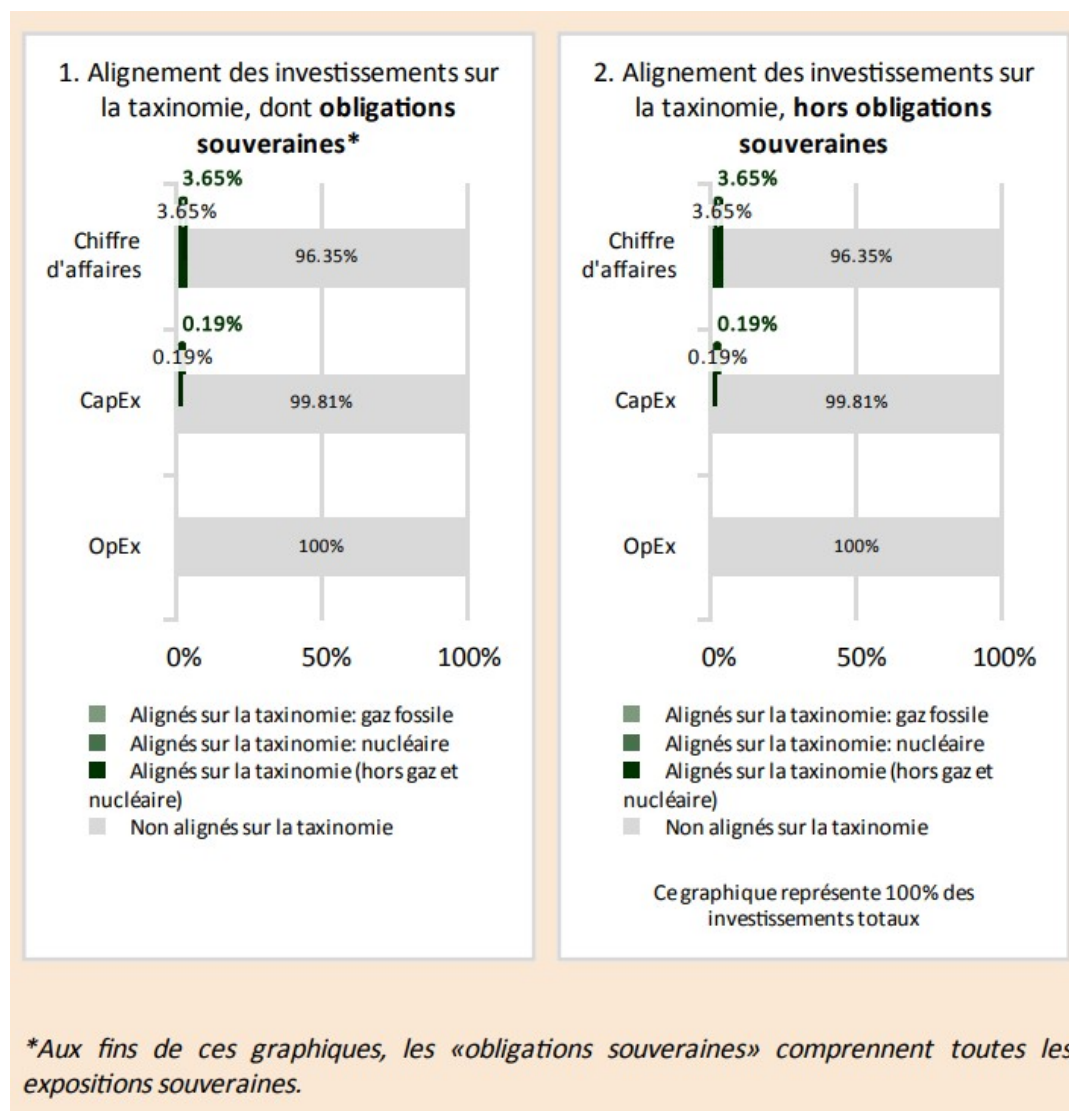 1. Alignement des investissements sur
la taxinomie, dont obligations
souveraines*
3.65%
3.65%
Chiffre
d'affaires
96.35%
0.19%
0.19%
CapEx
99.81%
OpEx
100%
0%
50%
100%
Alignés sur la taxinomie: gaz fossile
Alignés sur la taxinomie: nucléaire
Alignés sur la taxinomie (hors gaz et
nucléaire)
Non alignés sur la taxinomie
2. Alignement des investissements sur
la taxinomie, hors obligations
souveraines
3.65%
3.65%
Chiffre
d'affaires
96.35%
0.19%
0.19%
CapEx
99.81%
OpEx
100%
0%
50%
100%
Alignés sur la taxinomie: gaz fossile
Alignés sur la taxinomie: nucléaire
Alignés sur la taxinomie (hors gaz et
nucléaire)
Non alignés sur la taxinomie
Ce graphique représente 100% des
investissements totaux
*Aux fins de ces graphiques, les «obligations souveraines» comprennent toutes les
expositions souveraines.